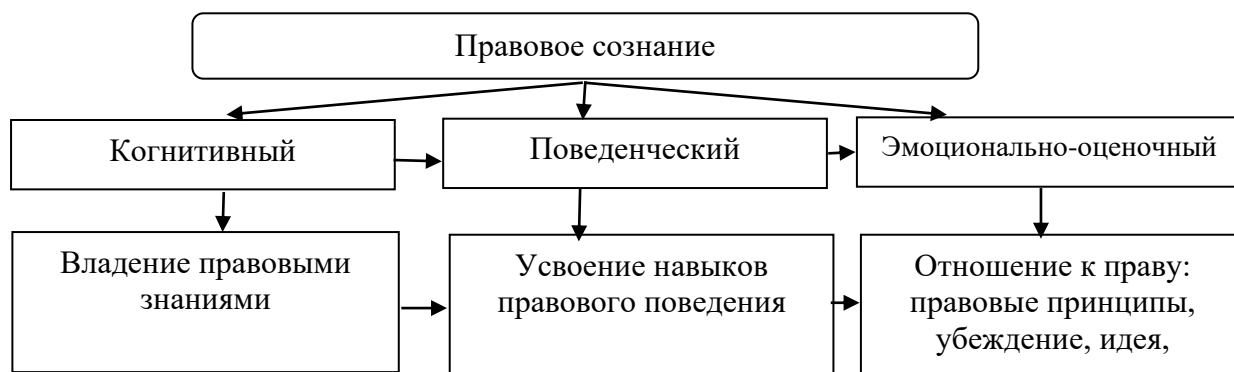 Правовое сознание
Когнитивный
Поведенческий
Эмоционально-оценочный
Владение правовыми
знаниями
Усвоение навыков
правового поведения
Отношение к праву:
правовые принципы,
убеждение, идея,